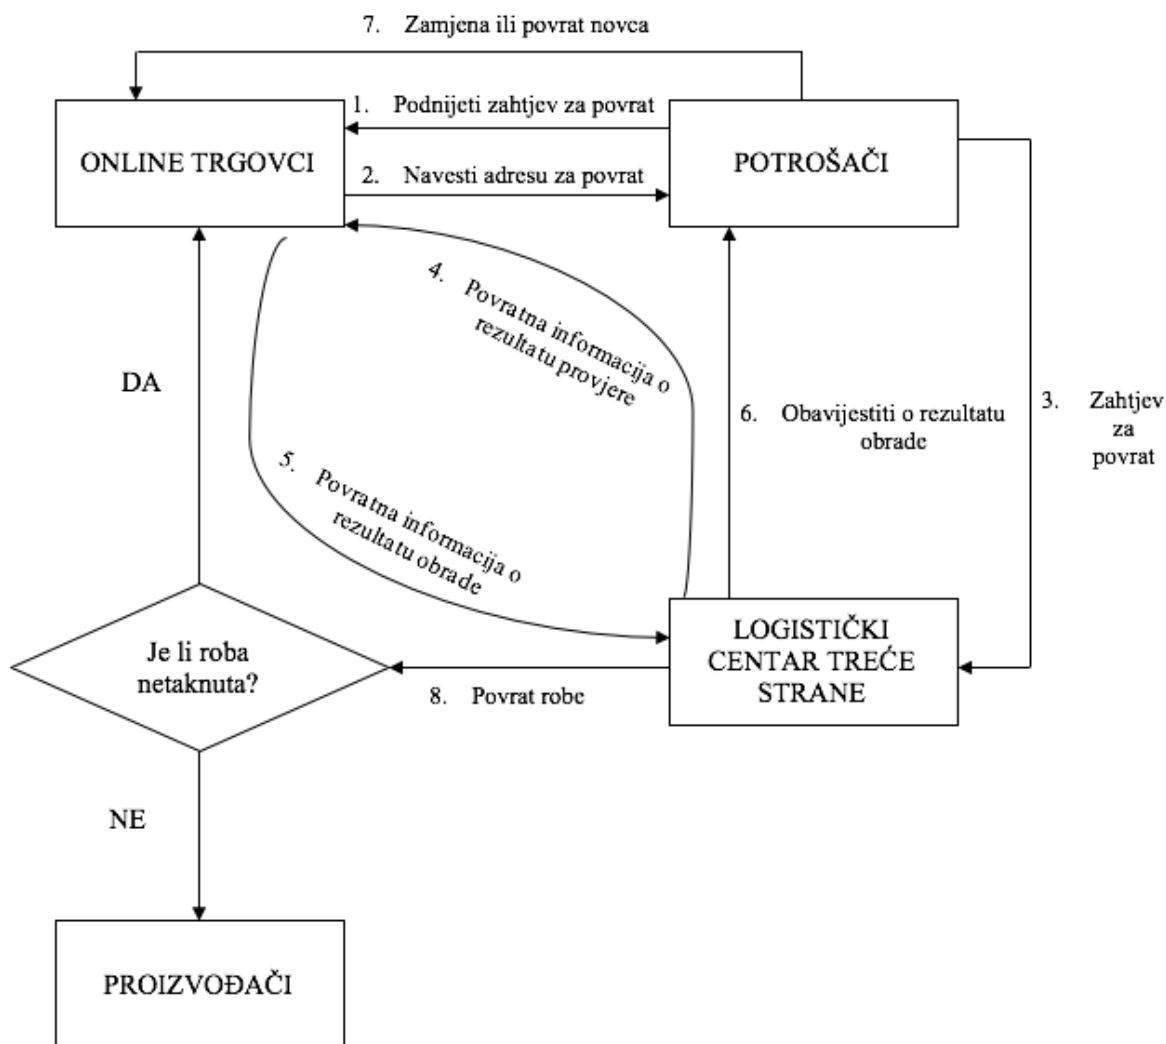 7. Zamjena ili povrat novca
1. Podnijeti zahtjev za povrat
ONLINE TRGOVCI
POTROŠAČI
2. Navesti adresu za povrat
4. Povratna informacija o
rezultatu provjere
DA
6. Obavijestiti o rezultatu
obrade
3. Zahtjev
za
povrat
5. Povratna informacija o
rezultatu obrade
Je li roba
netaknuta?
LOGISTIČKI
CENTAR TREĆE
STRANE
8. Povrat robe
NE
PROIZVOĐAČI